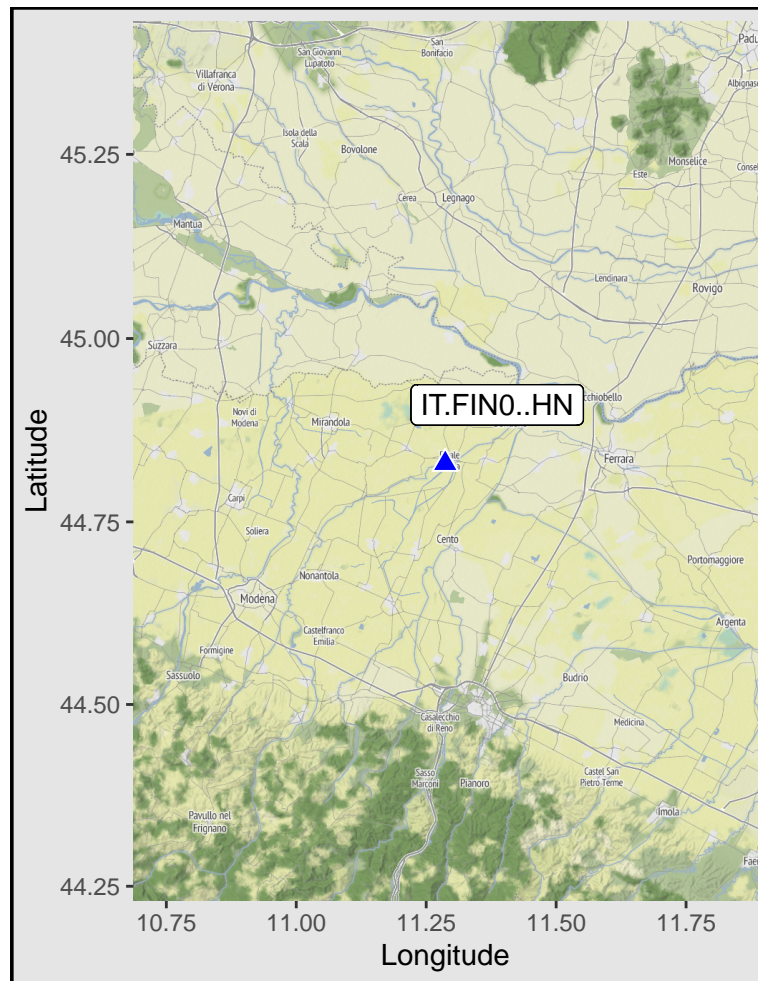 San
Bonifacio
Padu
San Giovanni
Lupatoto
Villafranca
di Verona
Albignas
Isola della
Scala
Bovolone
45.25
Monselice
Este
Conse
Cerea
Legnago
Mantua
Lendinara
Rovigo
45.00
Suzzara
cchiobello
IT.FIN0..HN
Novi di
Modena
Mirandola
Ferrara
Latitude
Carpi
44.75
Soliera
Cento
Portomaggiore
Nonantola
Modena
Argenta
Castelfranco
Emilia
Formigine
Sassuolo
Budrio
44.50
Casalecchio
di Reno
Medicina
Sasso
Marconi
Pianoro
Castel San
Pietro Terme
Pavullo nel
Frignano
Imola
Fae
44.25
10.75
11.00
11.25
11.50
11.75
Longitude